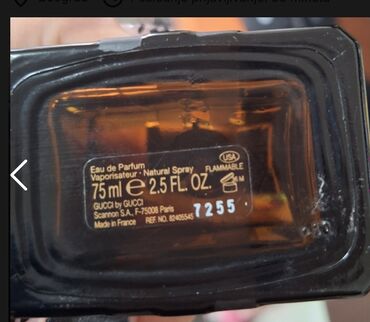 Eau de Parfum
Vaporisateur · Natural Spray
USA
FLAMMABLE
75 ml e 2.5 FL. OZ.
M
GUCCI by GUCCI
Scannon S.A., F-75008 Paris
Made in France
REF. NO. 82405545
7255